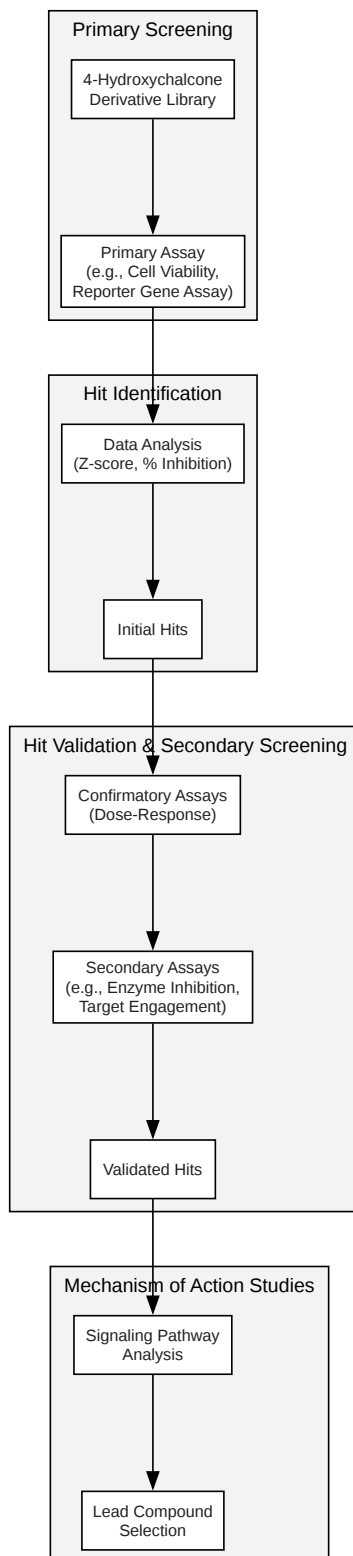 Primary Screening
4-Hydroxychalcone
Derivative Library
Primary Assay
(e.g., Cell Viability,
Reporter Gene Assay)
Hit Identification
Data Analysis
(Z-score, % Inhibition)
Initial Hits
Hit Validation & Secondary Screening
Confirmatory Assays
(Dose-Response)
Secondary Assays
(e.g., Enzyme Inhibition,
Target Engagement)
Validated Hits
Mechanism of Action Studies
Signaling Pathway
Analysis
Lead Compound
Selection